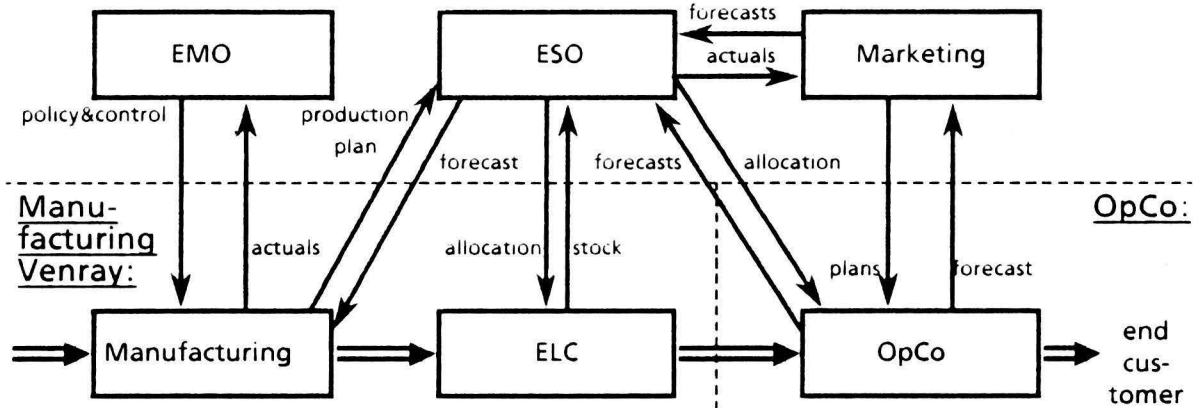 forecasts
EMO
ESO
actuals
Marketing
policy&control
production
plan
forecast
forecasts
allocation
Manu-
facturing
Venray:
OpCo:
actuals
allocation
stock
plans
forecast
Manufacturing
ELC
OpCo
end
cus-
tomer